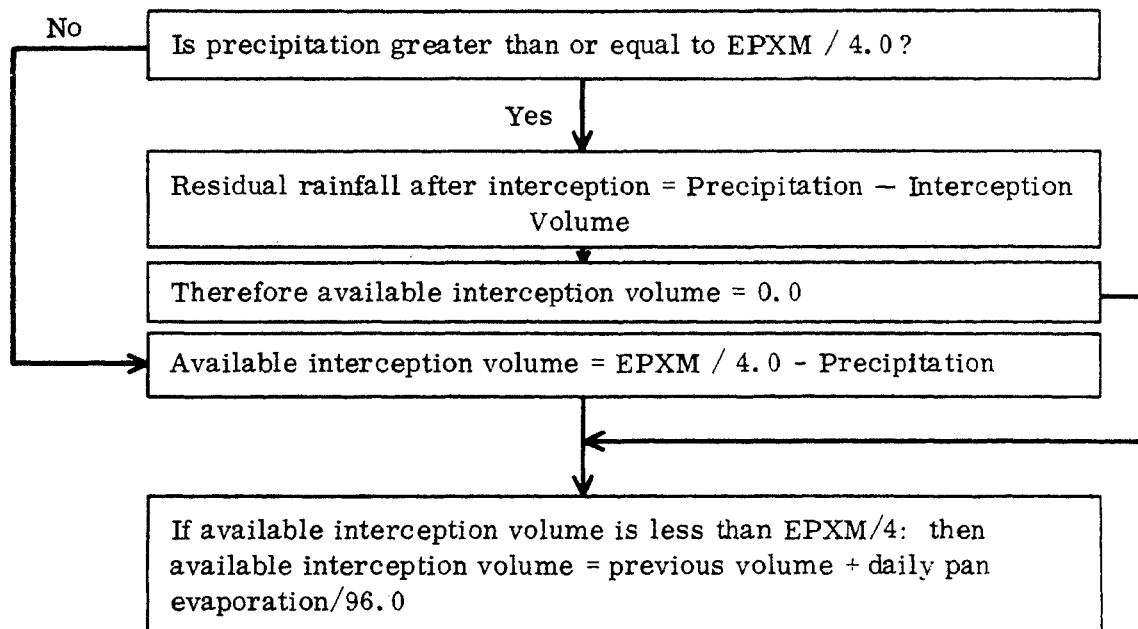 No
Is precipitation greater than or equal to EPXM / 4.0?
Yes
Residual rainfall after interception = Precipitation — Interception
Volume
Therefore available interception volume = 0.0
Available interception volume = EPXM / 4.0 - Precipitation
If available interception volume is less than EPXM/4: then
available interception volume = previous volume + daily pan
evaporation/96.0